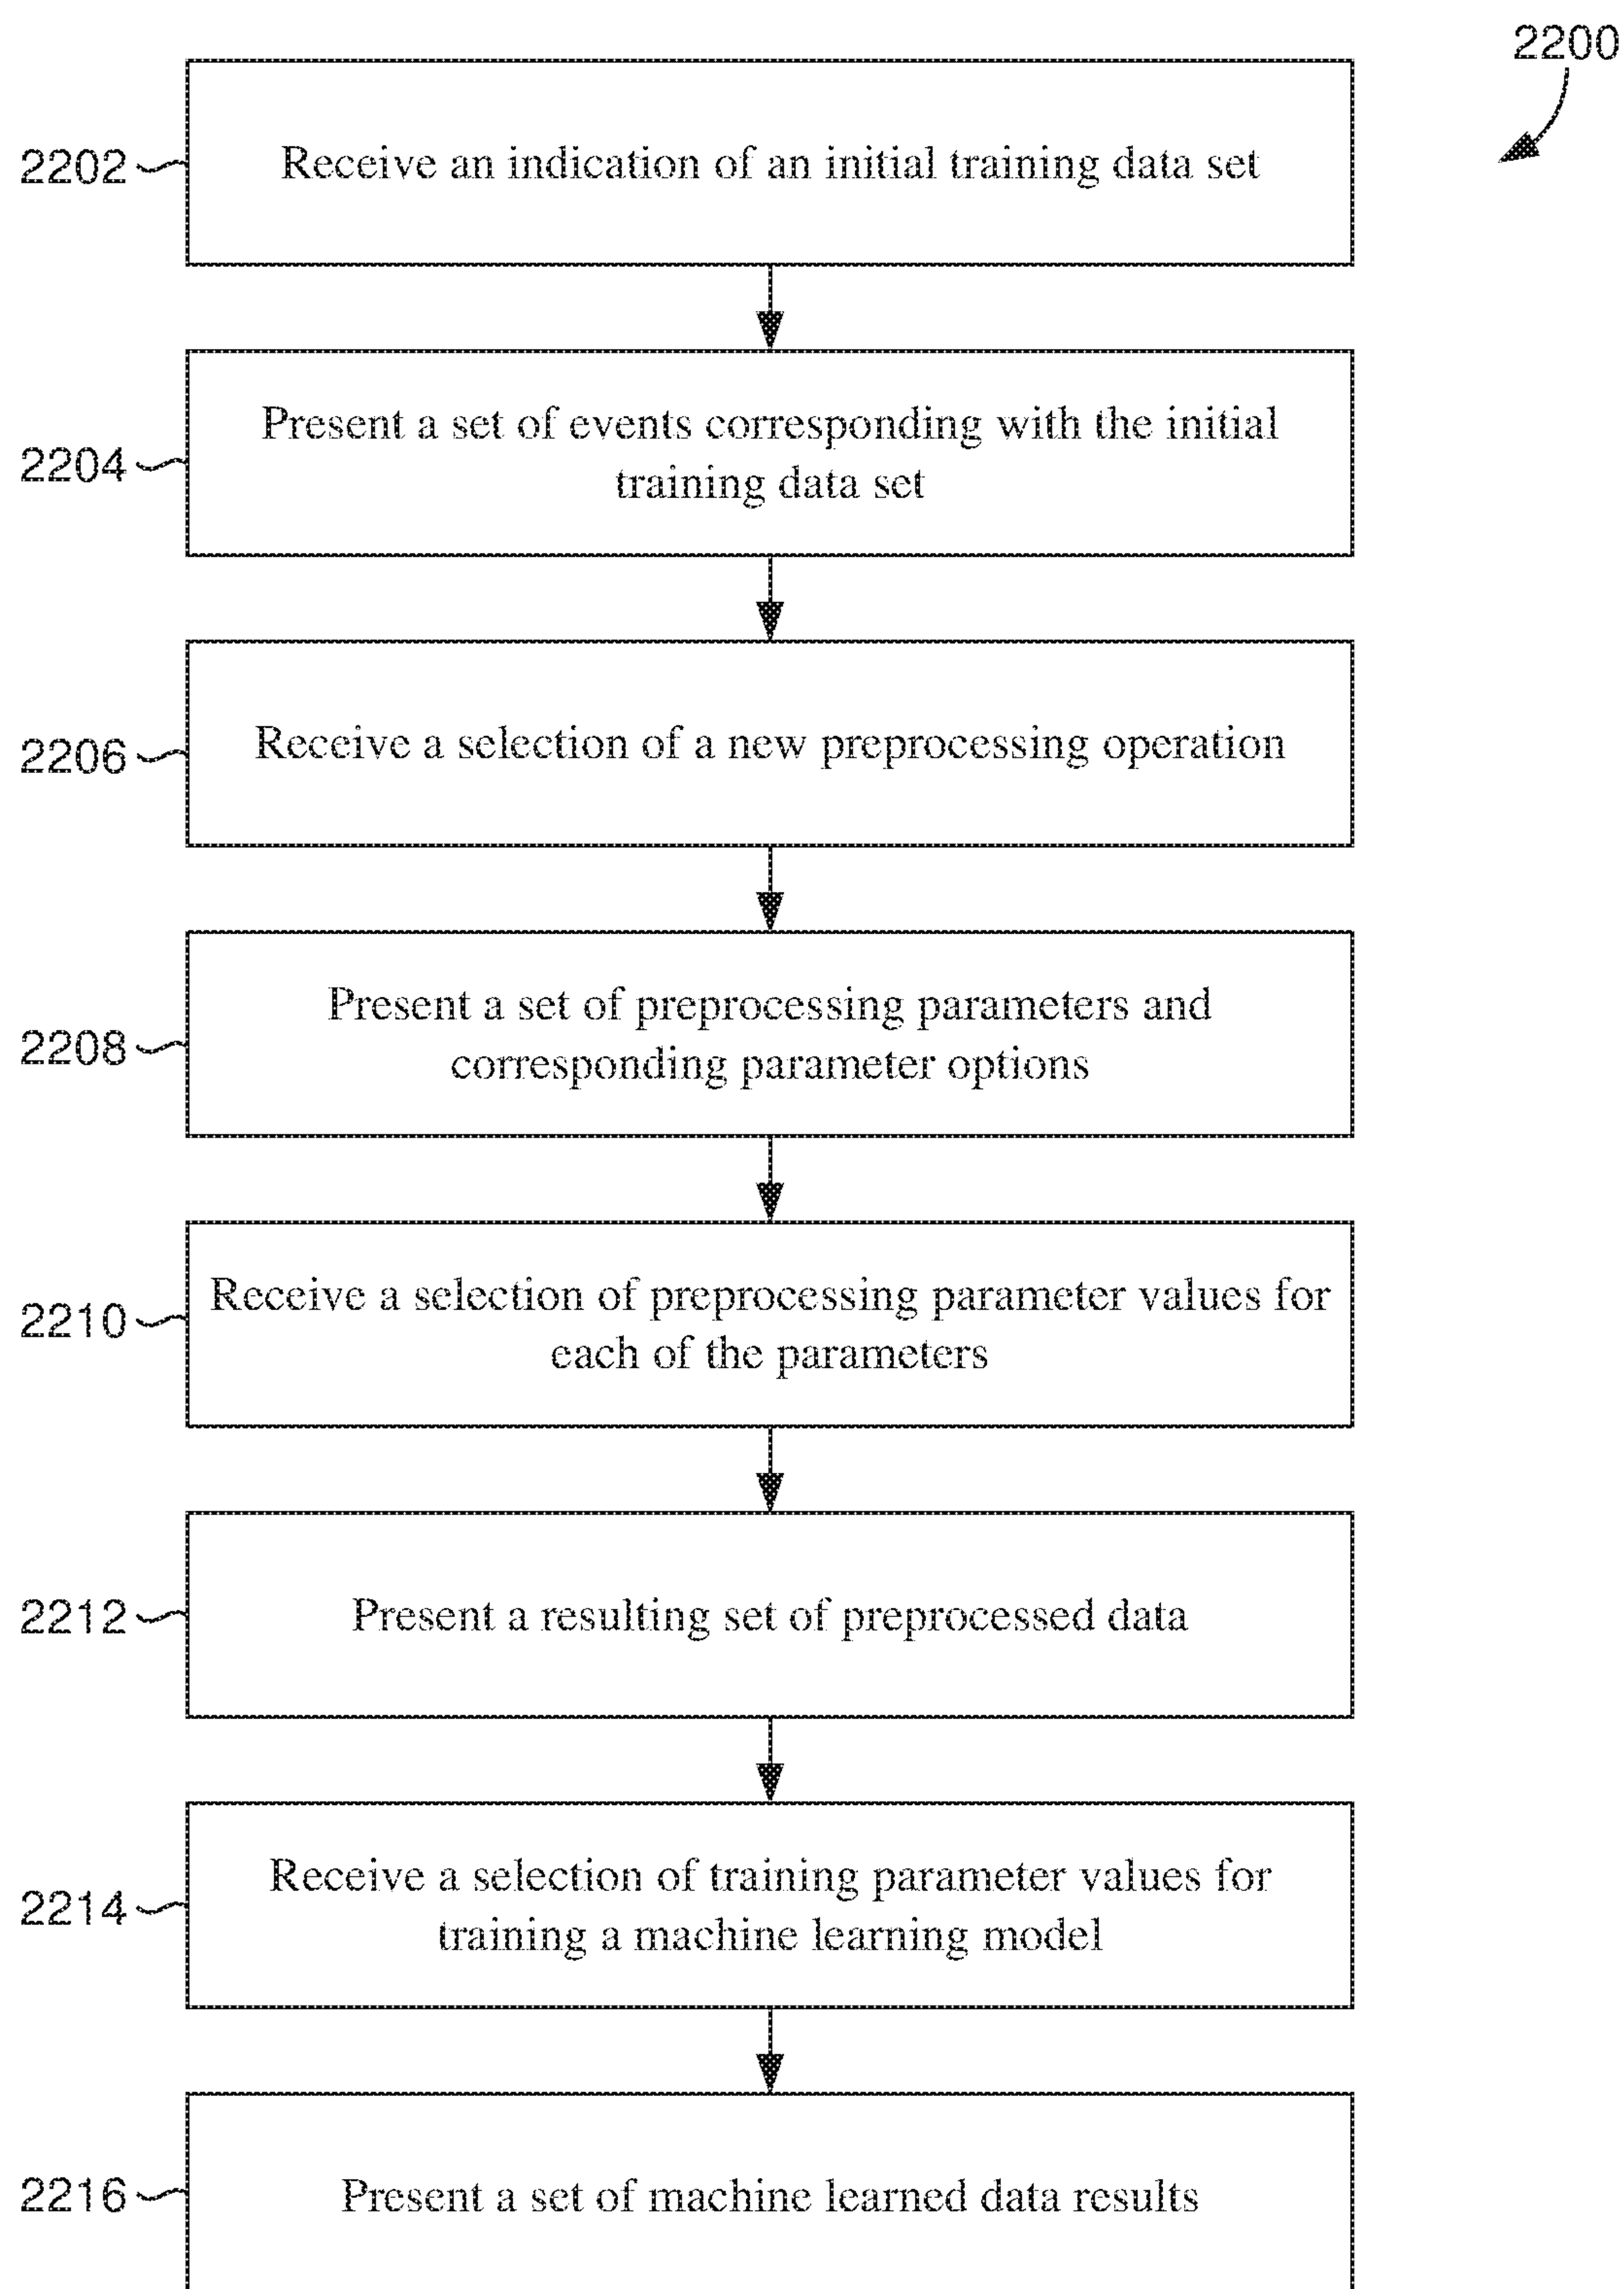 2200
2202
Receive an indication of an initial training data set
2204
Present a set of events corresponding with the initial
training data set
2206
Receive a selection of a new preprocessing operation
2208
Present a set of preprocessing parameters and
corresponding parameter options
2210
Receive a selection of preprocessing parameter values for
each of the parameters
2212
Present a resulting set of preprocessed data
2214
Receive a selection of training parameter values for
training a machine learning model
2216
Present a set of machine learned data results